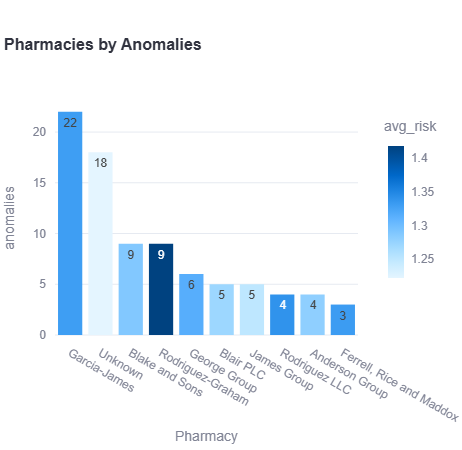 Pharmacies by Anomalies
avg_risk
1.4
1.35
1.3
1.25
anomalies
20
15
10
5
0
22
18
9
9
6
5
5
4
4
3
Garcia-James
Unknown
Blake and Sons
Rodriguez-Graham
George Group
Blair PLC
James Group
Rodriguez LLC
Anderson Group
Ferrell, Rice and Maddox
Pharmacy